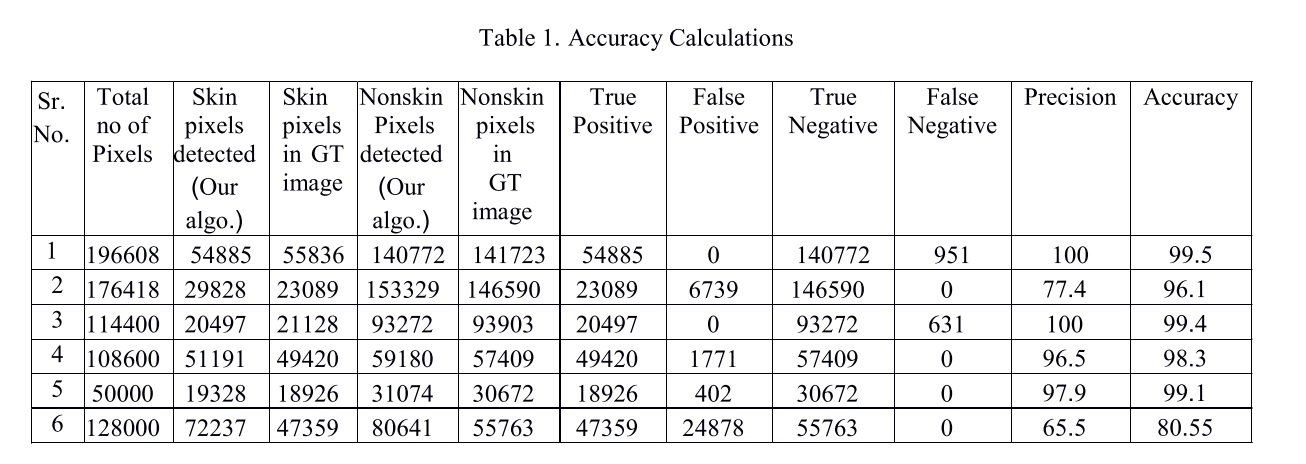 Table 1. Accuracy Calculations
Sr. No. | Total no of Pixels | Skin pixels detected (Our algo.) | Skin pixels in GT image | Nonskin Pixels detected (Our algo.) | Nonskin pixels in GT image | True Positive | False Positive | True Negative | False Negative | Precision | Accuracy
1 | 196608 | 54885 | 55836 | 140772 | 141723 | 54885 | 0 | 140772 | 951 | 100 | 99.5
2 | 176418 | 29828 | 23089 | 153329 | 146590 | 23089 | 6739 | 146590 | 0 | 77.4 | 96.1
3 | 114400 | 20497 | 21128 | 93272 | 93903 | 20497 | 0 | 93272 | 631 | 100 | 99.4
4 | 108600 | 51191 | 49420 | 59180 | 57409 | 49420 | 1771 | 57409 | 0 | 96.5 | 98.3
5 | 50000 | 19328 | 18926 | 31074 | 30672 | 18926 | 402 | 30672 | 0 | 97.9 | 99.1
6 | 128000 | 72237 | 47359 | 80641 | 55763 | 47359 | 24878 | 55763 | 0 | 65.5 | 80.55